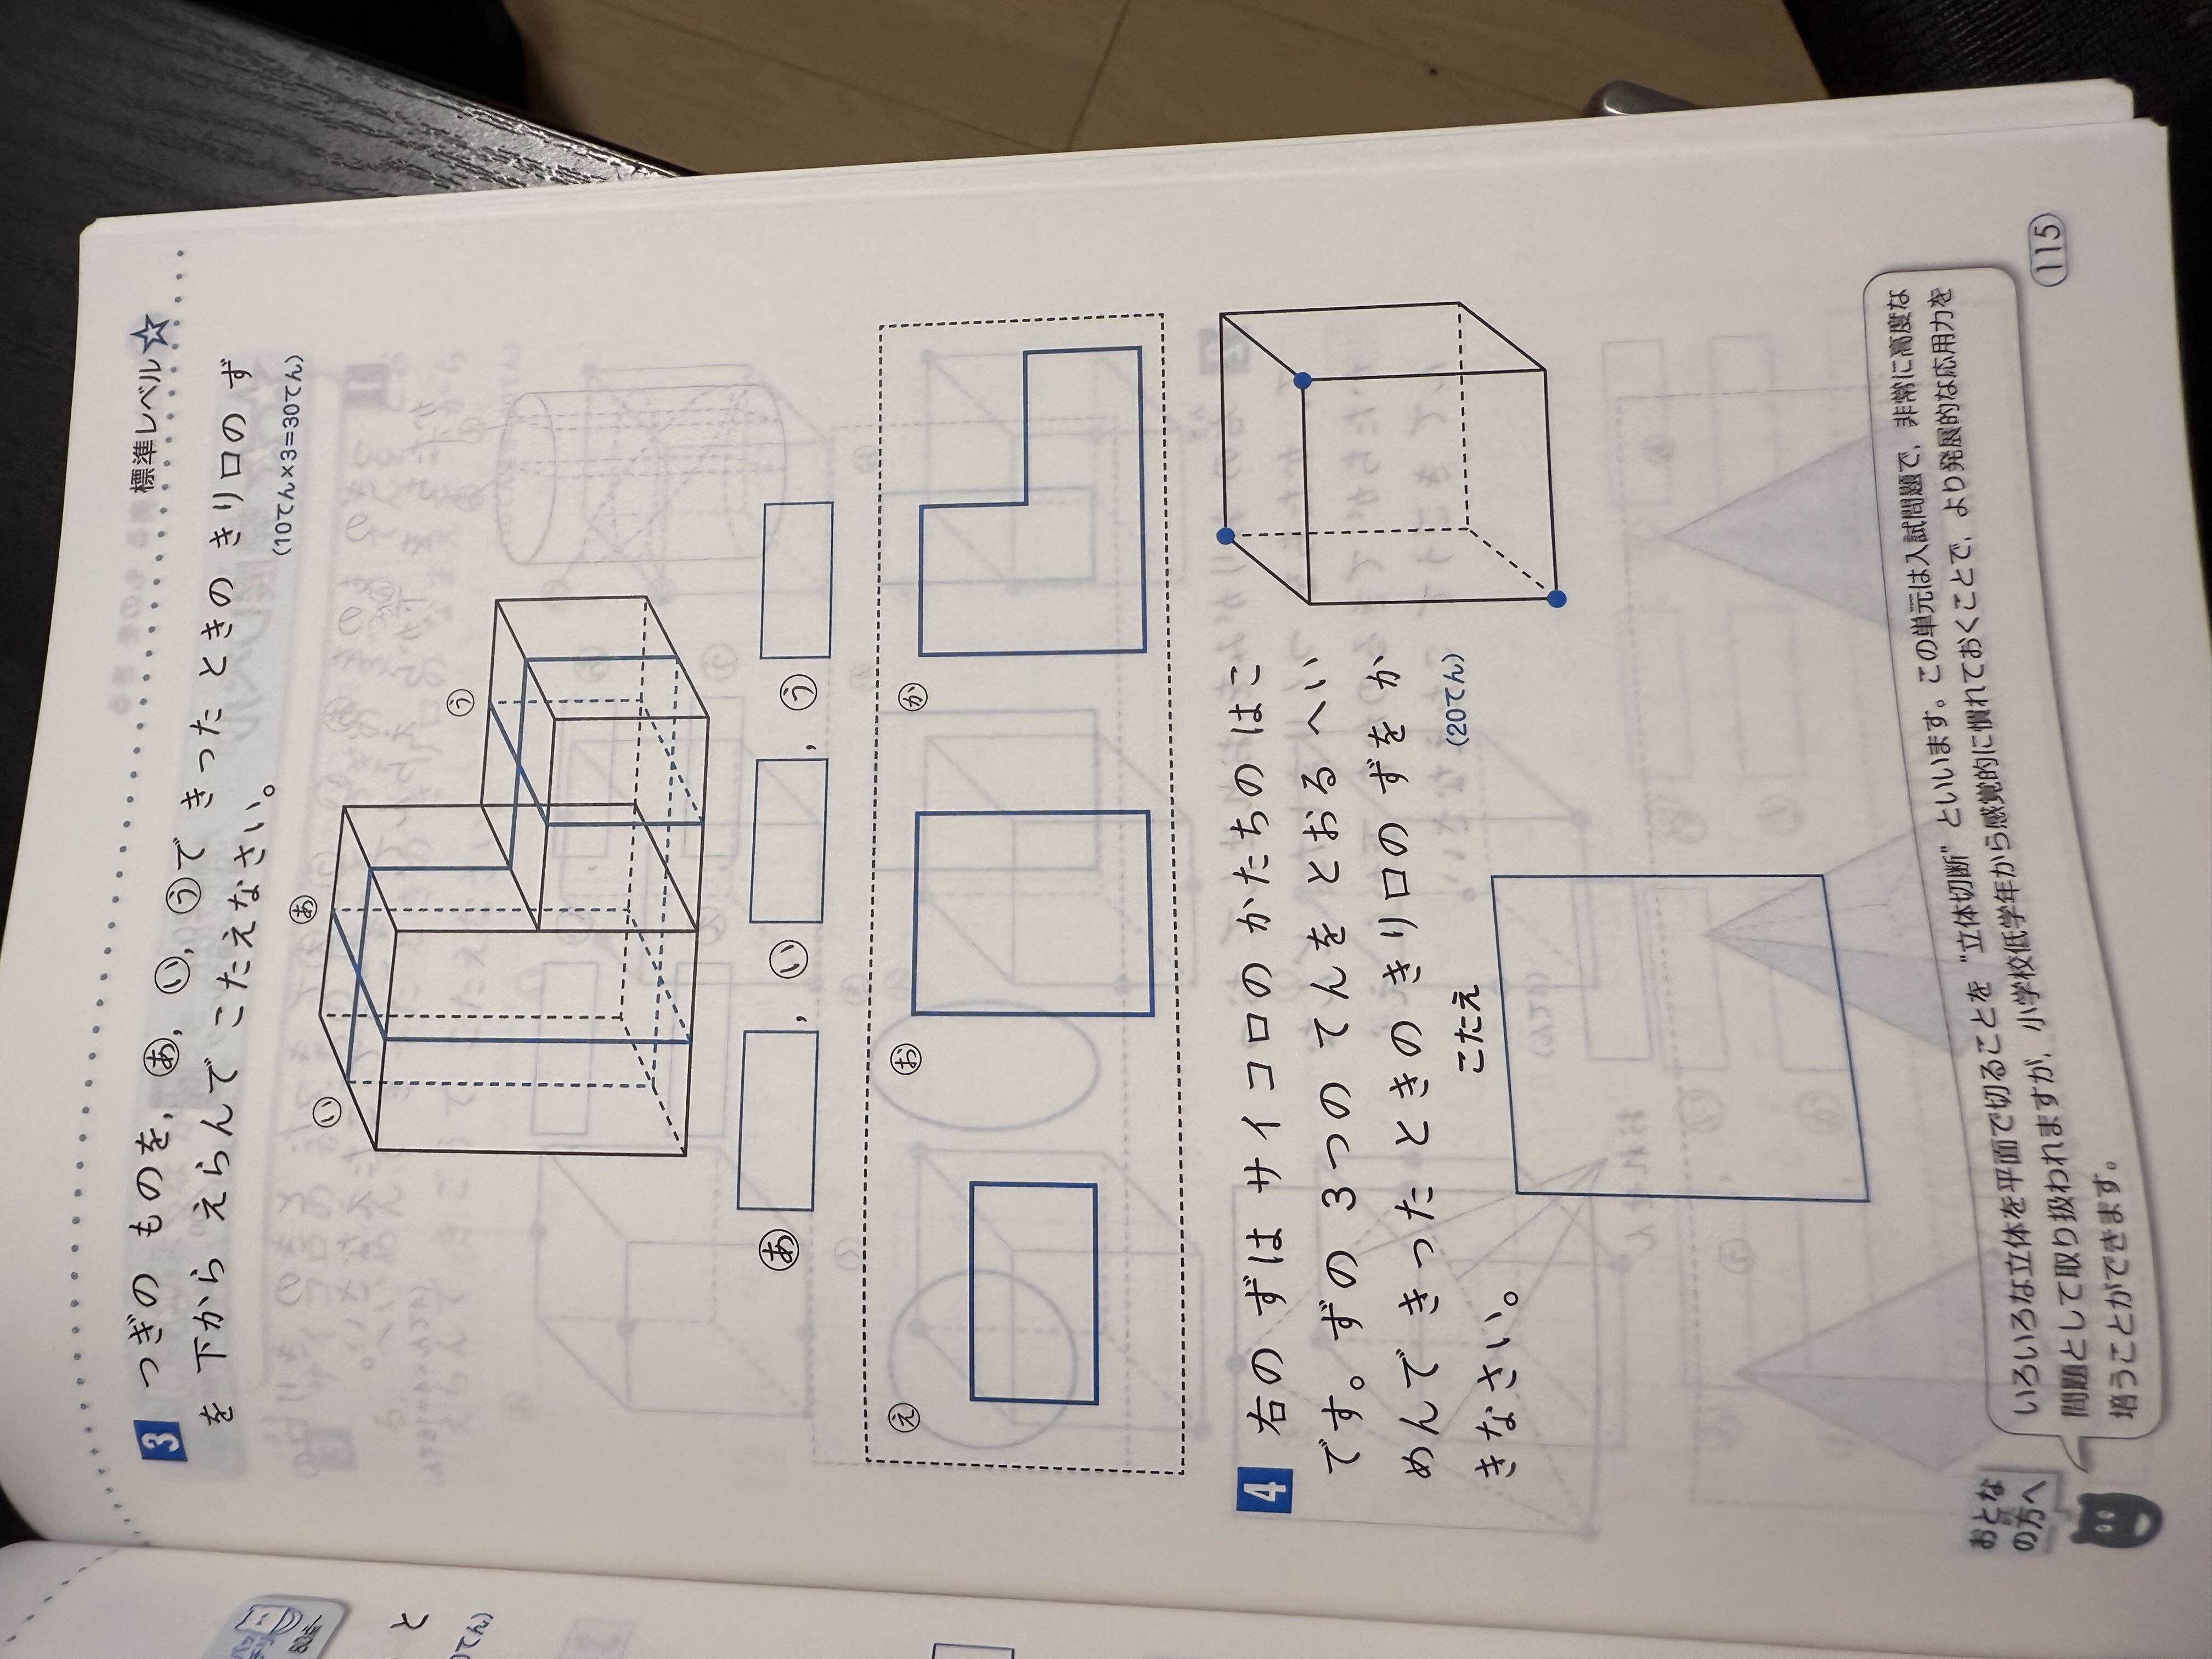 標準レベル☆
3 つぎの ものを, あ, い, うで きった ときの きり口の ず
を 下から えらんで こたえなさい。
(10てん×3=30てん)
あ
い
う
あ , い , う
え
お
か
4 右の ずは サイコロの かたちの はこ
です。ずの 3つの てんを とおる へい
めんで きった ときの きり口の ずを か
きなさい。
(20てん)
こたえ
おとな
の方へ
いろいろな立体を平面で切ることを“立体切断”といいます。この単元は入試問題で、非常に高度な
問題として取り扱われますが、小学校低学年から感覚的に慣れておくことで、より発展的な応用力を
増うことができます。
115
と